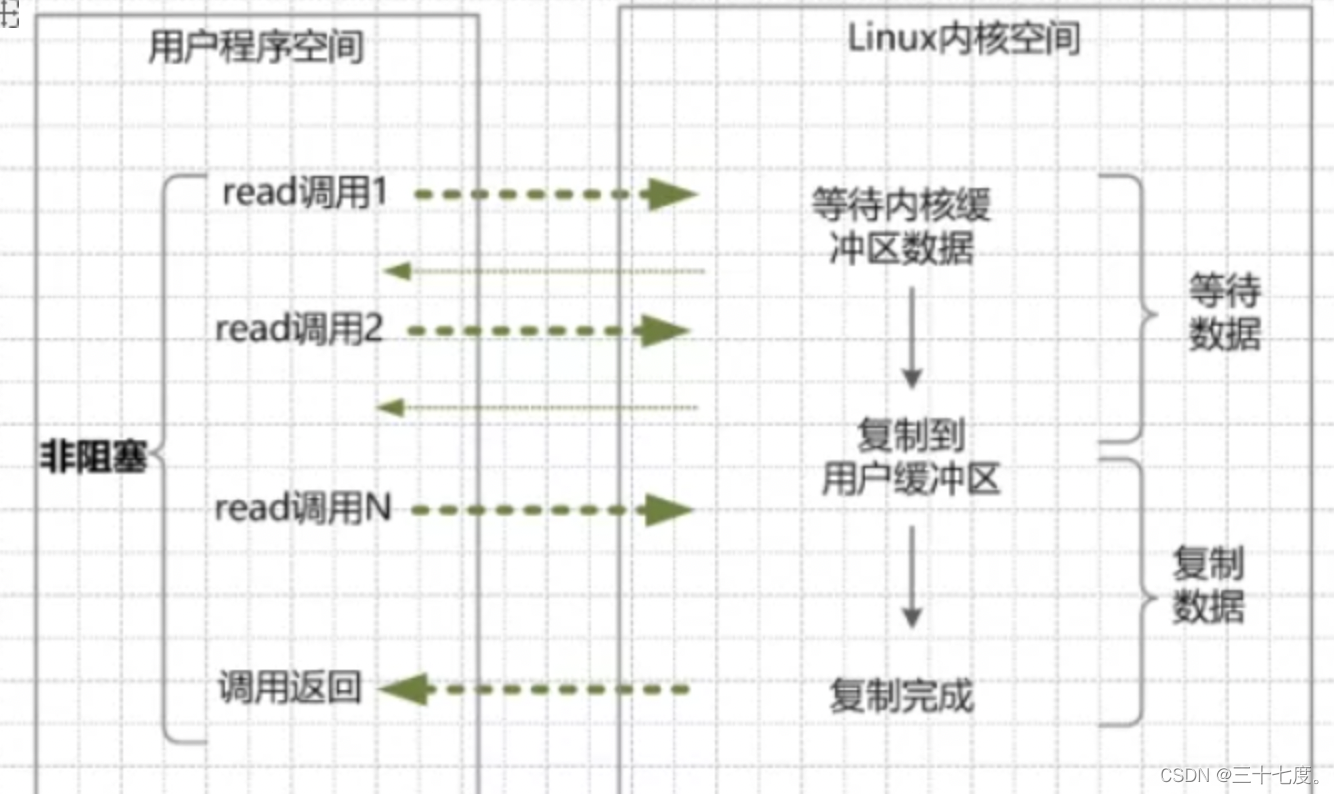 用户程序空间
Linux内核空间
read调用1
等待内核缓
冲区数据
等待
数据
read调用2
复制到
用户缓冲区
非阻塞
read调用N
复制
数据
调用返回
复制完成
CSDN @三十七度。